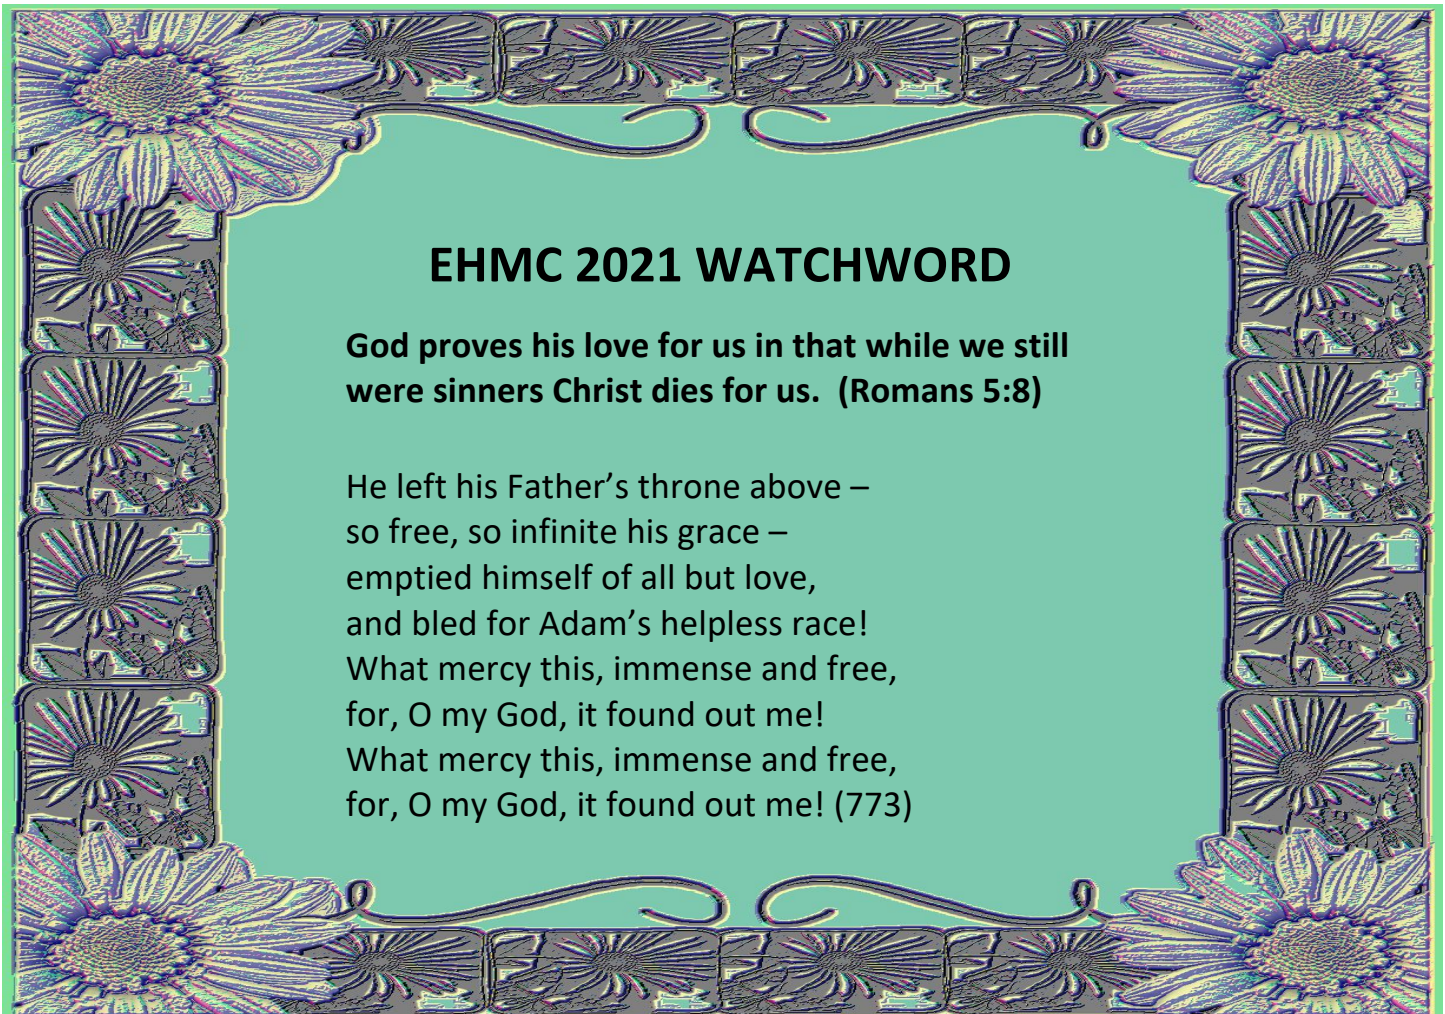 EHMC 2021 WATCHWORD
God proves his love for us in that while we still
were sinners Christ dies for us.  (Romans 5:8)
He left his Father’s throne above –
so free, so infinite his grace –
emptied himself of all but love,
and bled for Adam’s helpless race!
What mercy this, immense and free,
for, O my God, it found out me!
What mercy this, immense and free,
for, O my God, it found out me! (773)